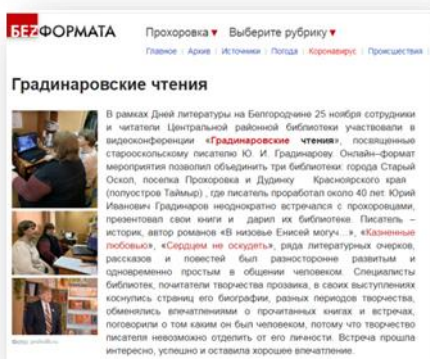 БЕZФОРМАТА
Прохоровка ▾ Выберите рубрику ▾
Главное | Архив | Источники | Погода | Коронавирус | Происшествия |
Градинаровские чтения
В рамках Дней литературы на Белгородчине 25 ноября сотрудники
и читатели Центральной районной библиотеки участвовали в
видеоконференции «Градинаровские чтения», посвященные
старооскольскому писателю Ю. И. Градинарову. Онлайн–формат
мероприятия позволил объединить три библиотеки: города Старый
Оскол, поселка Прохоровка и Дудинку Красноярского края -
(полуостров Таймыр) , где писатель проработал около 40 лет. Юрий
Иванович Градинаров неоднократно встречался с прохоровцами,
презентовал свои книги и дарил их библиотеке. Писатель –
историк, автор романов «В низовье Енисей могуч…», «Казненные
любовью», «Сердцем не оскудеть», ряда литературных очерков,
рассказов и повестей был разносторонне развитым и
одновременно простым в общении человеком. Специалисты
библиотек, почитатели творчества прозаика, в своих выступлениях
коснулись страниц его биографии, разных периодов творчества,
обменялись впечатлениями о прочитанных книгах и встречах,
поговорили о том каким он был человеком, потому что творчество
писателя невозможно отделить от его личности. Встреча прошла
интересно, успешно и оставила хорошее впечатление.
Фото: